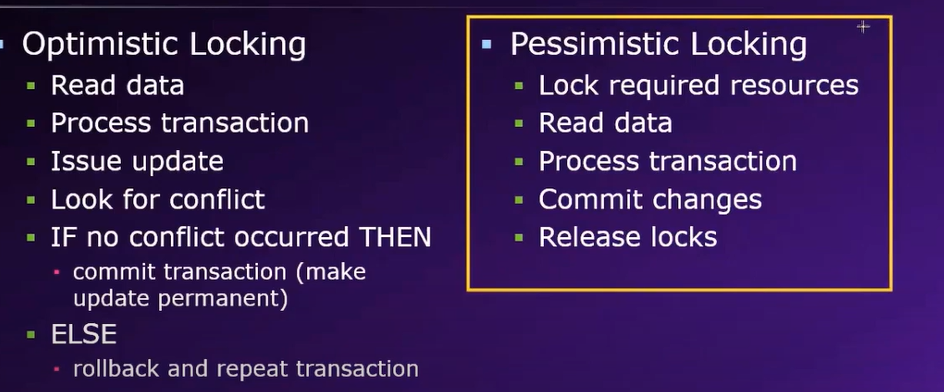 Optimistic Locking
Read data
Process transaction
Issue update
Look for conflict
IF no conflict occurred THEN
commit transaction (make
update permanent)
ELSE
rollback and repeat transaction
Pessimistic Locking
Lock required resources
Read data
Process transaction
Commit changes
Release locks